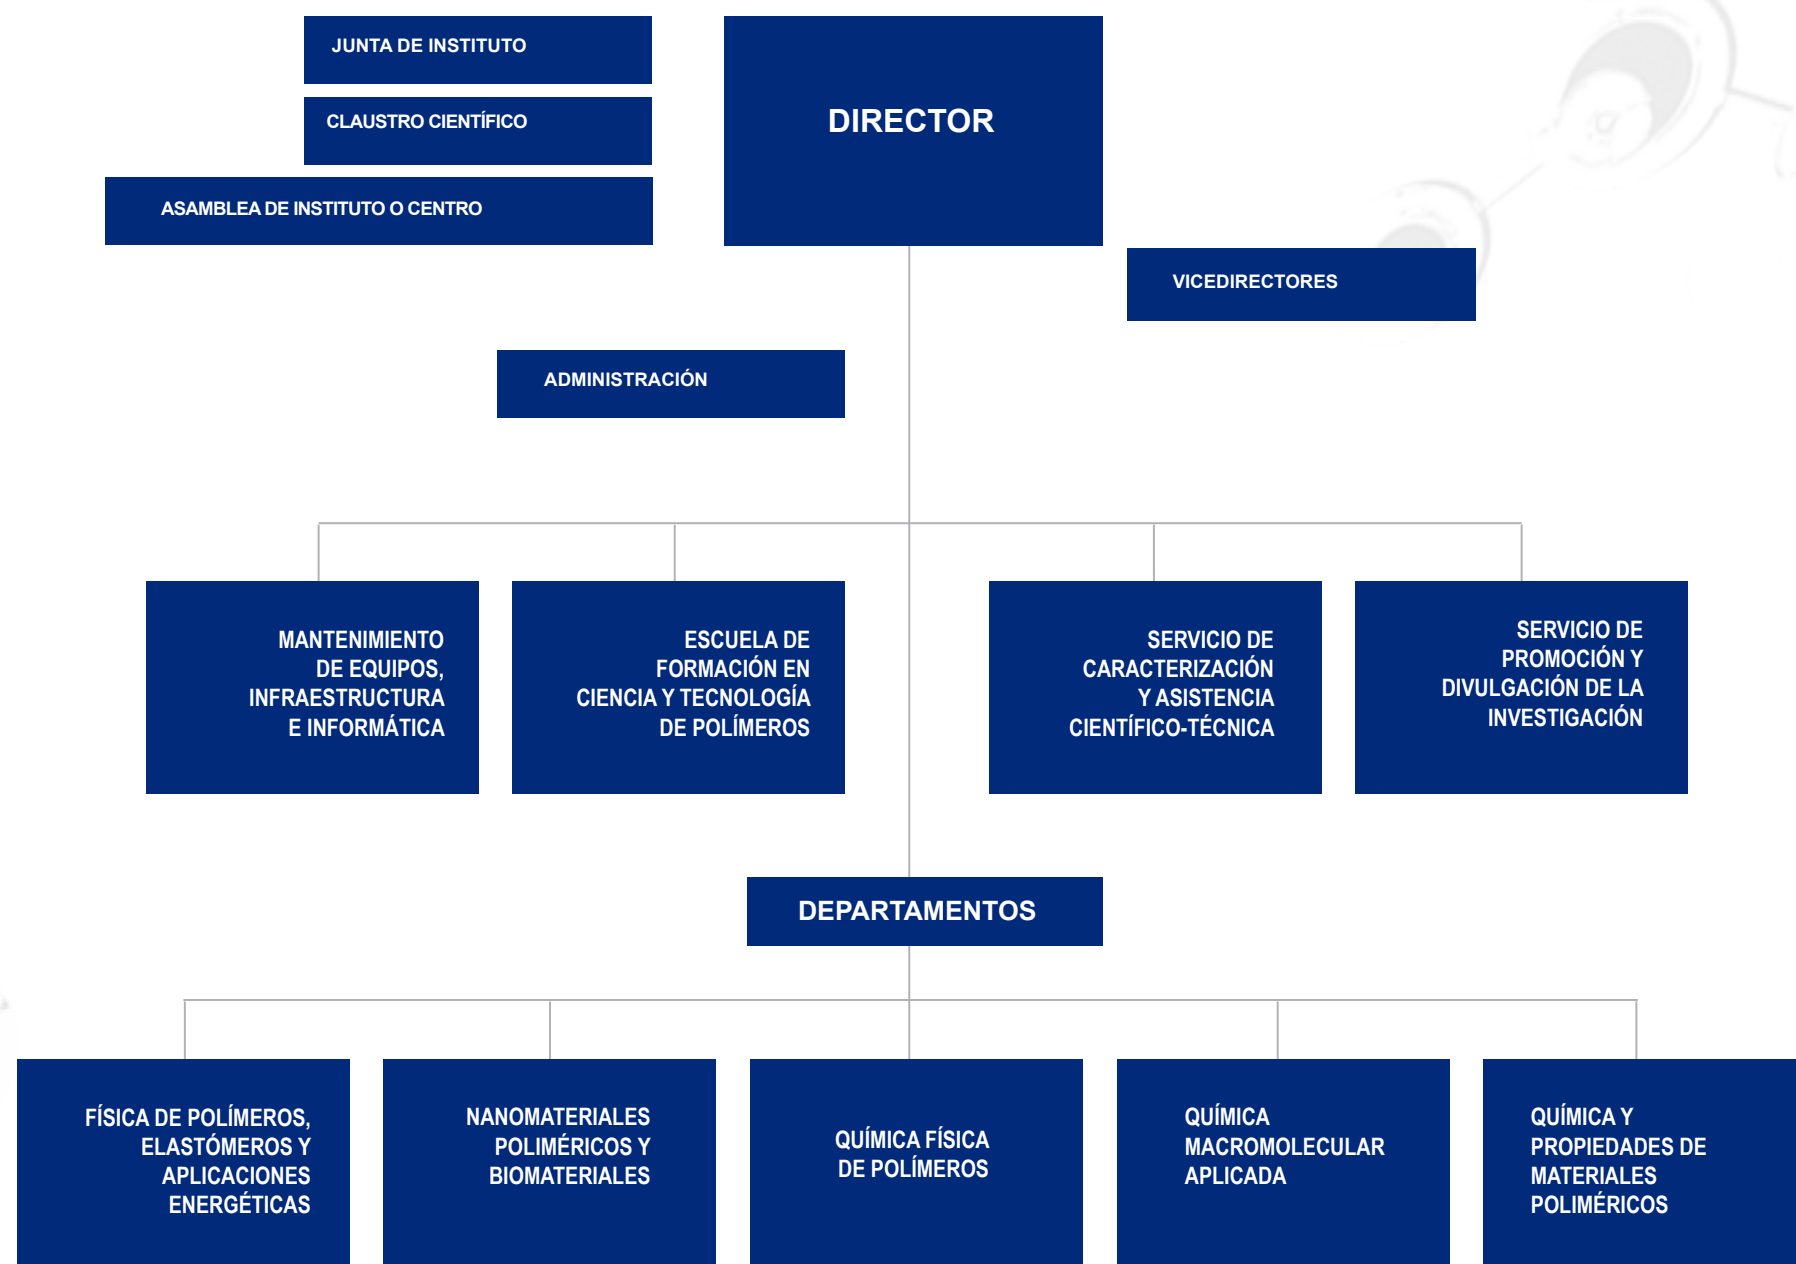 JUNTA DE INSTITUTO
CLAUSTRO CIENTÍFICO
ASAMBLEA DE INSTITUTO O CENTRO
DIRECTOR
VICEDIRECTORES
ADMINISTRACIÓN
MANTENIMIENTO
DE EQUIPOS,
INFRAESTRUCTURA
E INFORMÁTICA
ESCUELA DE
FORMACIÓN EN
CIENCIA Y TECNOLOGÍA
DE POLÍMEROS
SERVICIO DE
CARACTERIZACIÓN
Y ASISTENCIA
CIENTÍFICO-TÉCNICA
SERVICIO DE
PROMOCIÓN Y
DIVULGACIÓN DE LA
INVESTIGACIÓN
DEPARTAMENTOS
FÍSICA DE POLÍMEROS,
ELASTÓMEROS Y
APLICACIONES
ENERGÉTICAS
NANOMATERIALES
POLIMÉRICOS Y
BIOMATERIALES
QUÍMICA FÍSICA
DE POLÍMEROS
QUÍMICA
MACROMOLECULAR
APLICADA
QUÍMICA Y
PROPIEDADES DE
MATERIALES
POLIMÉRICOS